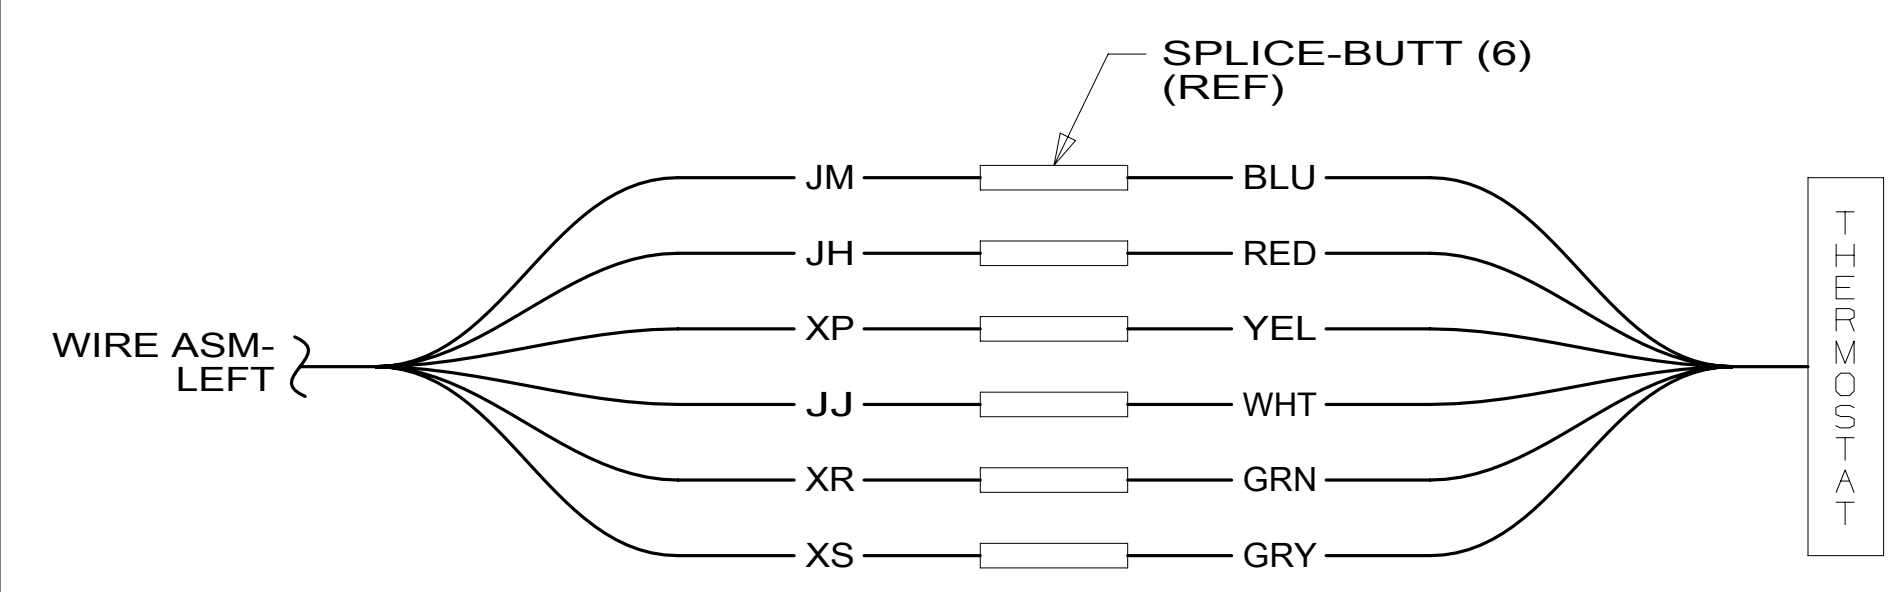 SPLICE-BUTT (6)
(REF)
JM BLU
JH RED
XP YEL
WIRE ASM-
LEFT
JJ WHT
XR GRN
XS GRY
THERMOSTAT